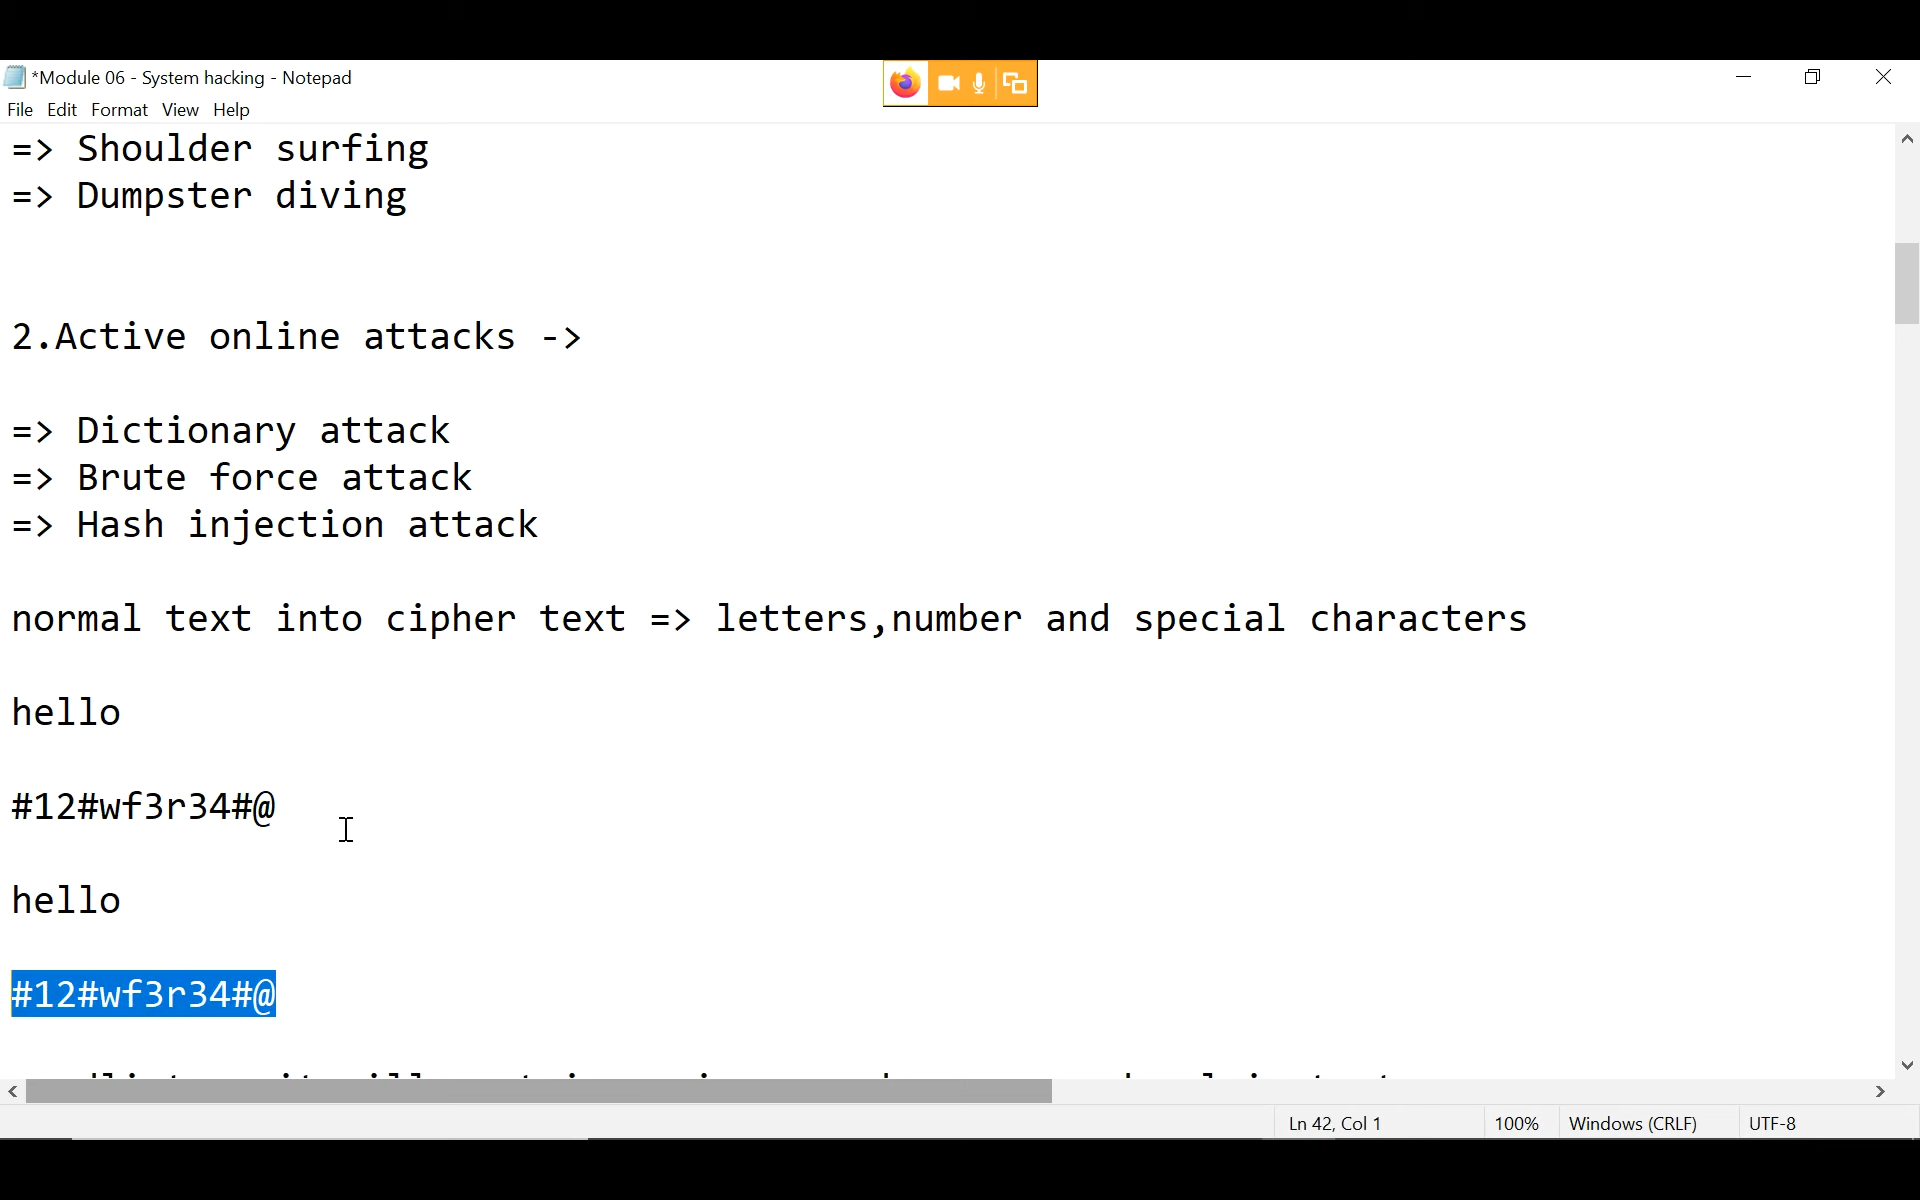 *Module 06 - System hacking - Notepad
File Edit Format View Help
=> Shoulder surfing
=> Dumpster diving
2.Active online attacks ->
=> Dictionary attack
=> Brute force attack
=> Hash injection attack
normal text into cipher text => letters,number and special characters
hello
#12#wf3r34#@
hello
#12#wf3r34#@
Ln 42, Col 1 100% Windows (CRLF) UTF-8